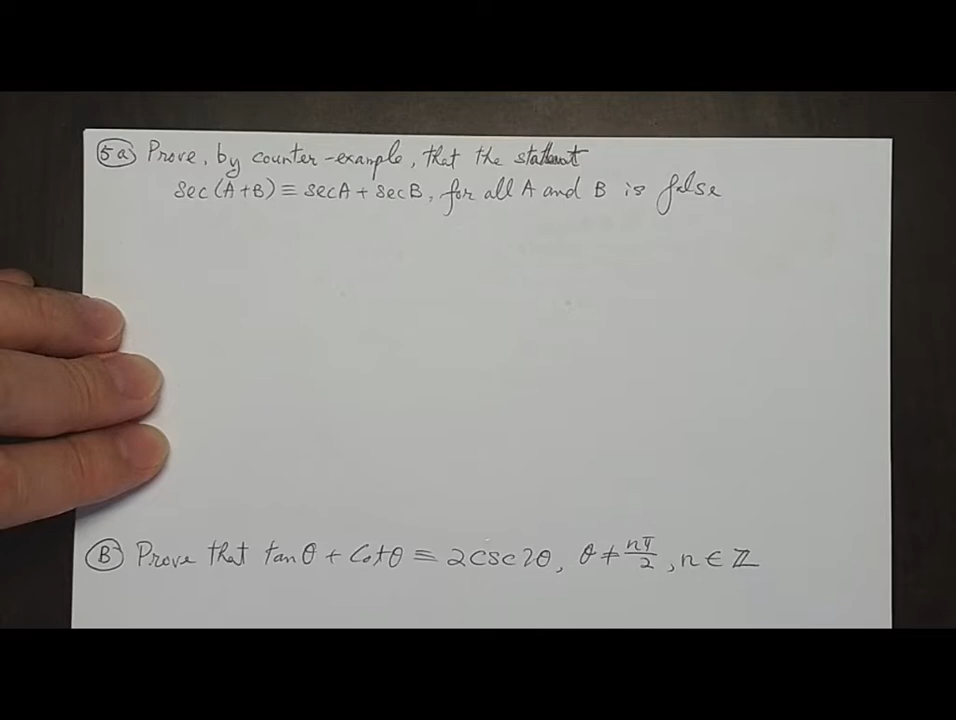 5a) Prove, by counter-example, that the statement
sec(A+B) ≡ secA + secB, for all A and B is false
B) Prove that tanθ + Cotθ ≡ 2csc2θ, θ ≠ nπ/2, n ∈ ℤ